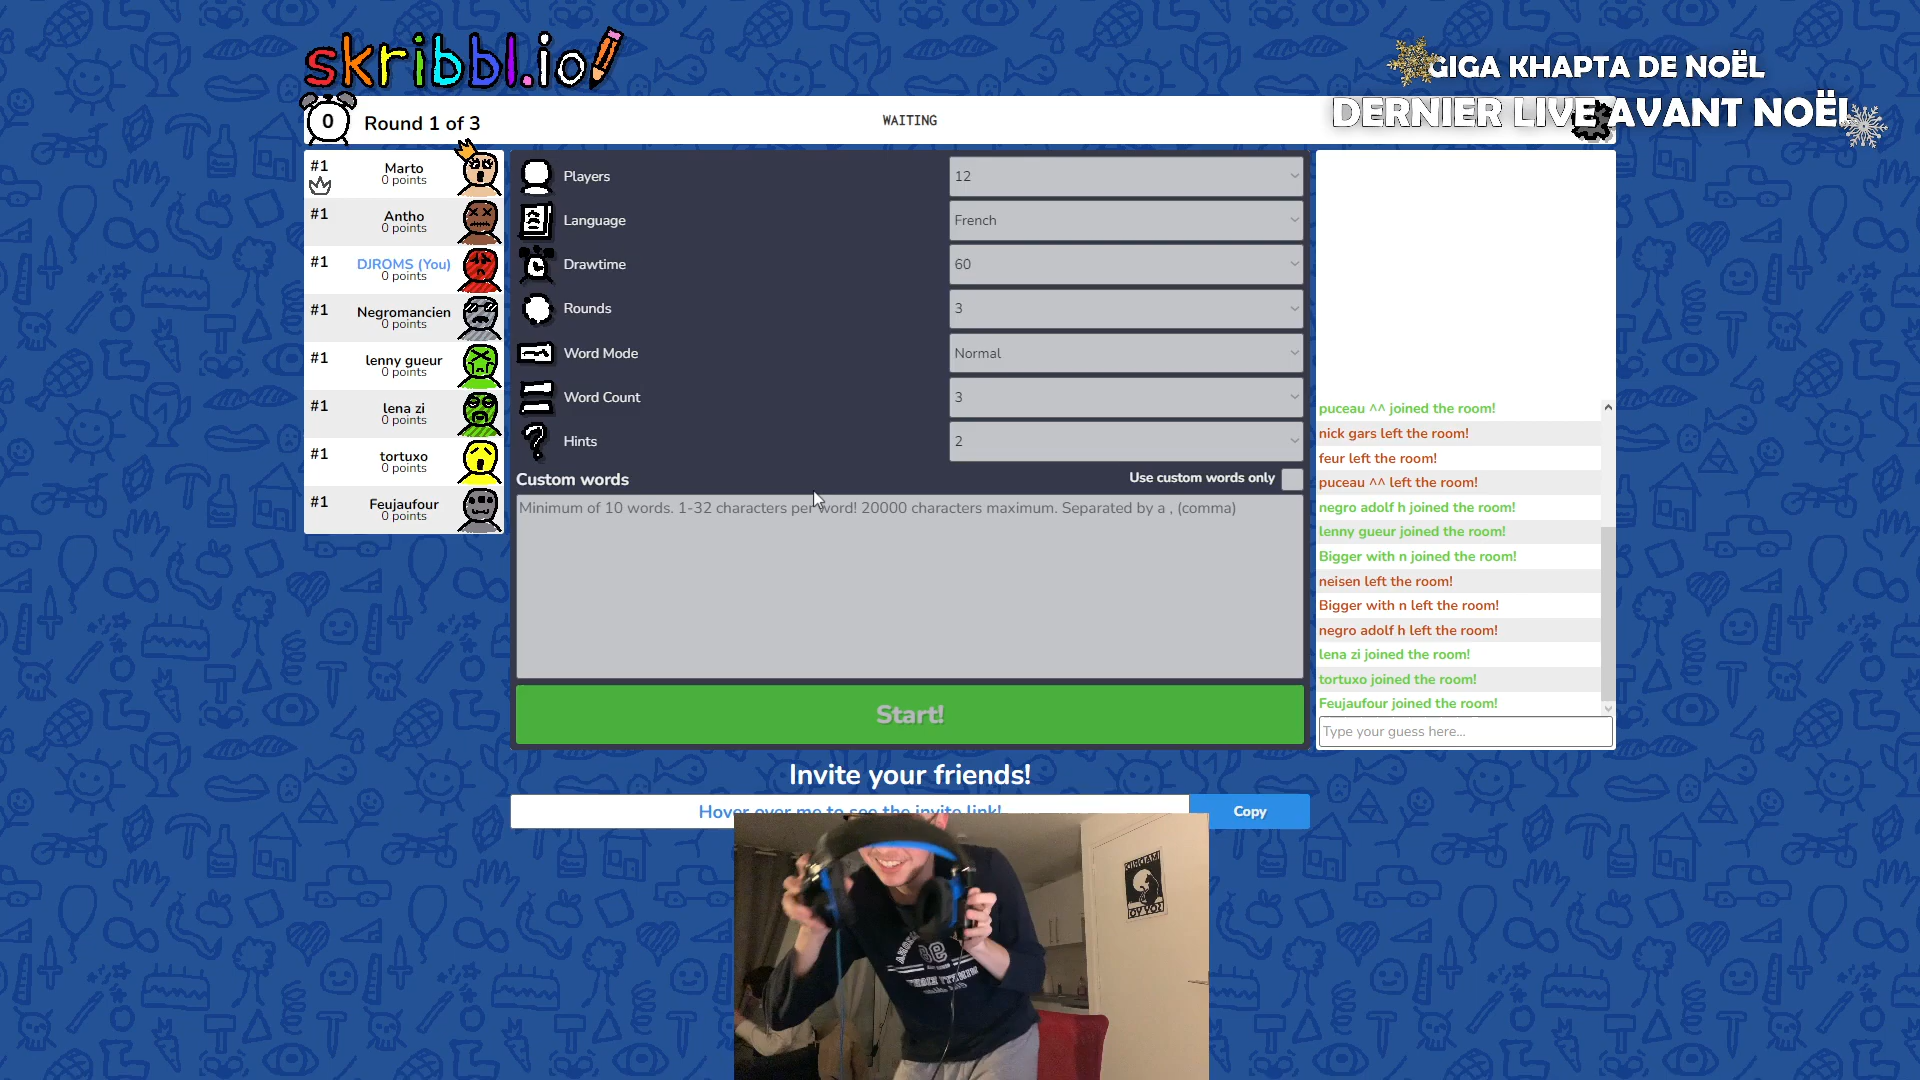 skribbl.io
GIGA KHAPTA DE NOËL
DERNIER LIVE AVANT NOËL
0
Round 1 of 3
WAITING
#1
Marto
0 points
#1
Antho
0 points
#1
DJROMS (You)
0 points
#1
Negromancien
0 points
#1
lenny gueur
0 points
#1
lena zi
0 points
#1
tortuxo
0 points
#1
Feujaufour
0 points
Players
12
Language
French
Drawtime
60
Rounds
3
Word Mode
Normal
Word Count
3
Hints
2
Custom words
Use custom words only
Minimum of 10 words. 1-32 characters per word! 20000 characters maximum. Separated by a , (comma)
Start!
puceau ^^ joined the room!
nick gars left the room!
feur left the room!
puceau ^^ left the room!
negro adolf h joined the room!
lenny gueur joined the room!
Bigger with n joined the room!
neisen left the room!
Bigger with n left the room!
negro adolf h left the room!
lena zi joined the room!
tortuxo joined the room!
Feujaufour joined the room!
Type your guess here...
Invite your friends!
Hover over me to see the invite link!
Copy